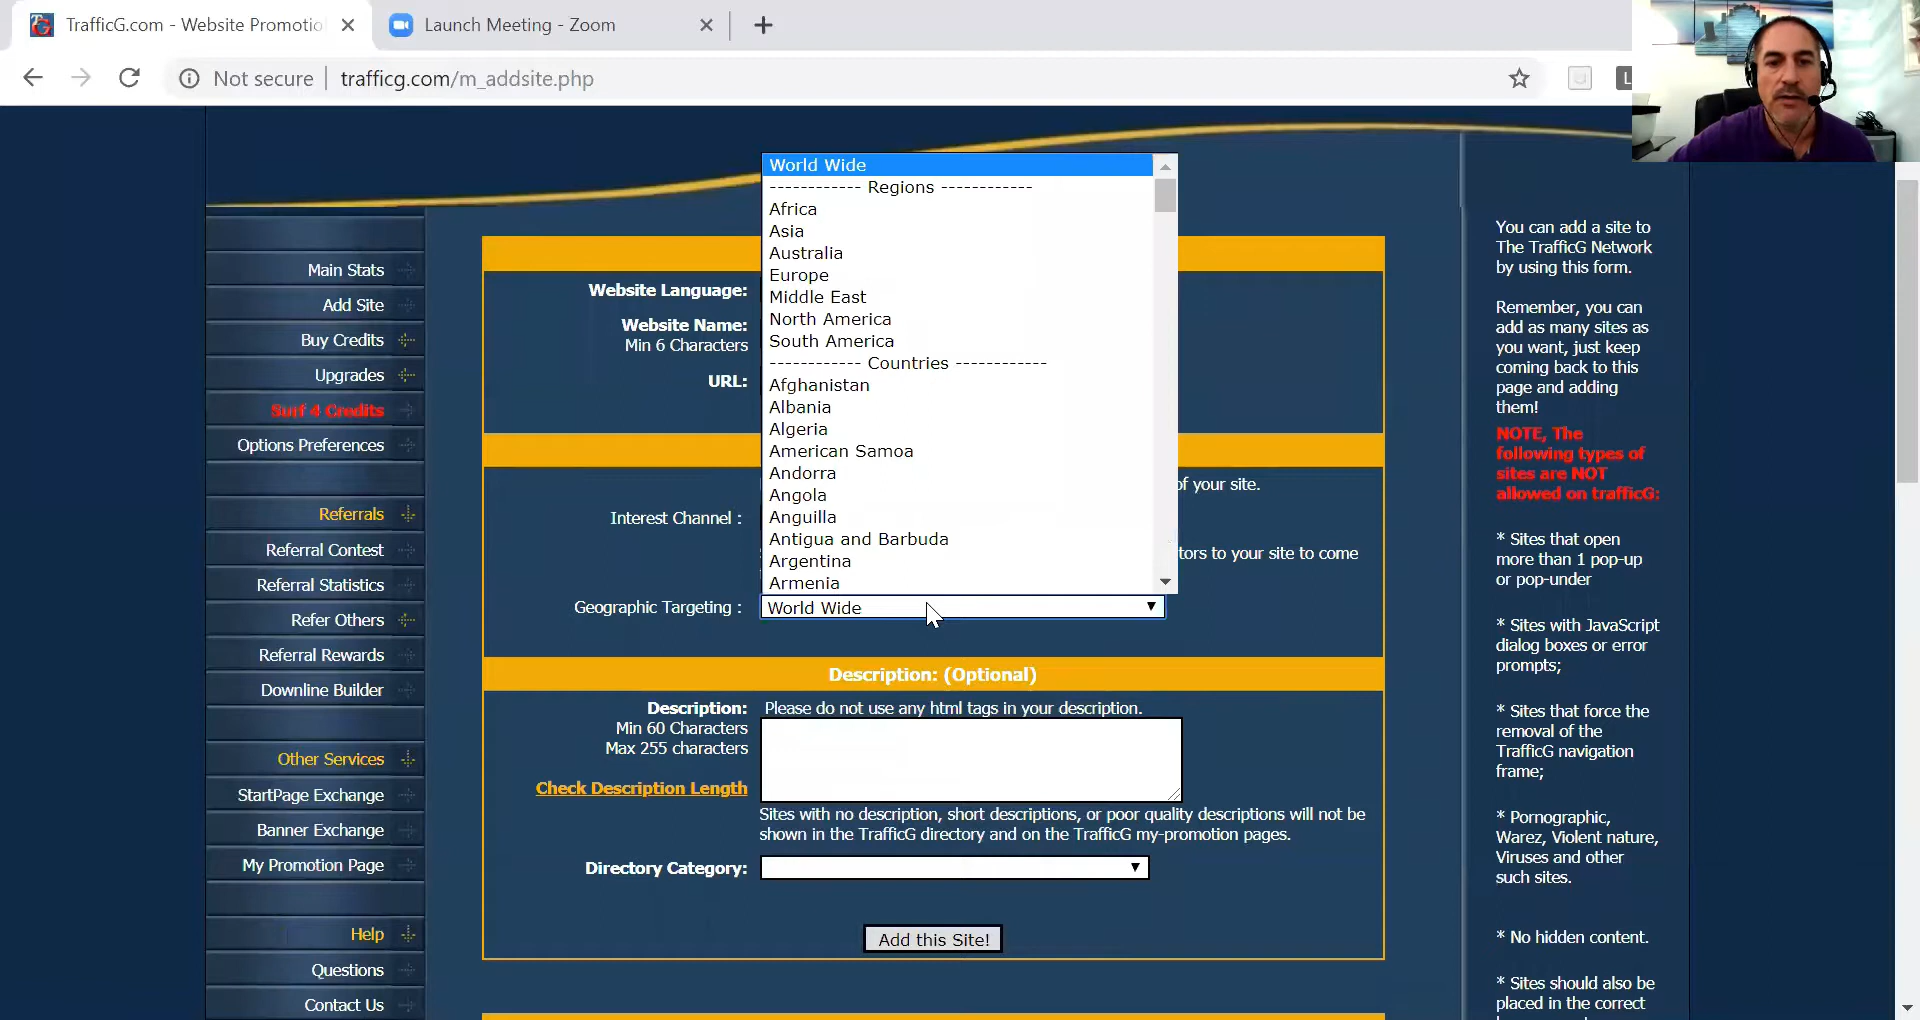 TrafficG.com - Website Promotio
Launch Meeting - Zoom
Not secure
trafficg.com/m_addsite.php
L
Main Stats
Add Site
Buy Credits
Upgrades
Surf 4 Credits
Options Preferences
Referrals
Referral Contest
Referral Statistics
Refer Others
Referral Rewards
Downline Builder
Other Services
StartPage Exchange
Banner Exchange
My Promotion Page
Help
Questions
Contact Us
Website Language:
Website Name:
Min 6 Characters
URL:
of your site.
Interest Channel :
tors to your site to come
Geographic Targeting :
World Wide
------------ Regions ------------
Africa
Asia
Australia
Europe
Middle East
North America
South America
------------ Countries ------------
Afghanistan
Albania
Algeria
American Samoa
Andorra
Angola
Anguilla
Antigua and Barbuda
Argentina
Armenia
World Wide
Description: (Optional)
Description:
Min 60 Characters
Max 255 characters
Please do not use any html tags in your description.
Check Description Length
Sites with no description, short descriptions, or poor quality descriptions will not be
shown in the TrafficG directory and on the TrafficG my-promotion pages.
Directory Category:
Add this Site!
You can add a site to
The TrafficG Network
by using this form.
Remember, you can
add as many sites as
you want, just keep
coming back to this
page and adding
them!
NOTE, The
following types of
sites are NOT
allowed on trafficG:
* Sites that open
more than 1 pop-up
or pop-under
* Sites with JavaScript
dialog boxes or error
prompts;
* Sites that force the
removal of the
TrafficG navigation
frame;
* Pornographic,
Warez, Violent nature,
Viruses and other
such sites.
* No hidden content.
* Sites should also be
placed in the correct